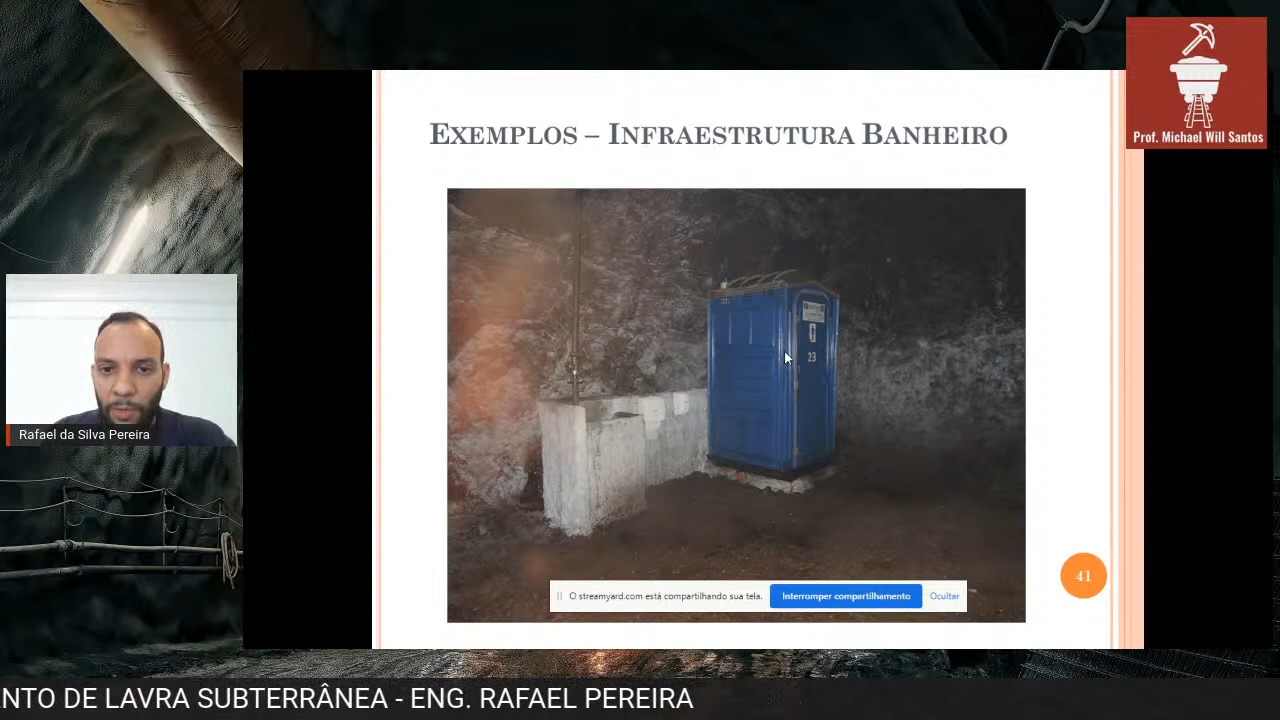 Prof. Michael Will Santos
EXEMPLOS – INFRAESTRUTURA BANHEIRO
23
Rafael da Silva Pereira
41
O streamyard.com está compartilhando sua tela.
Interromper compartilhamento
Ocultar
NTO DE LAVRA SUBTERRÂNEA - ENG. RAFAEL PEREIRA